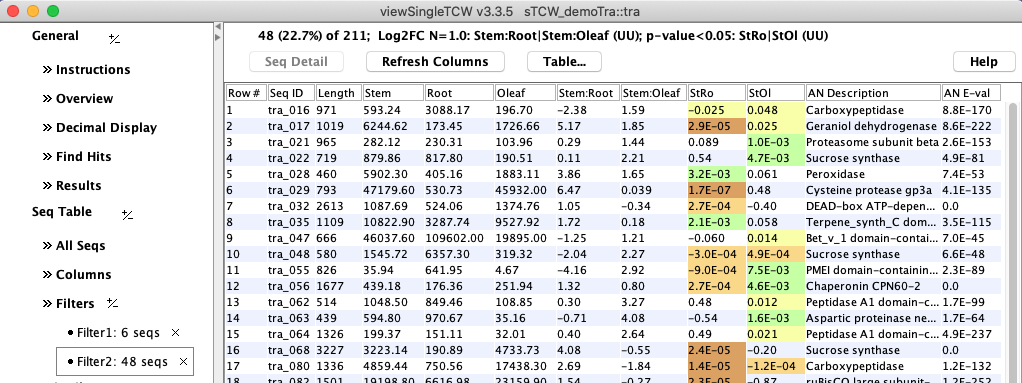 viewSingleTCW v3.3.5 sTCW_demoTra::tra
General
>> Instructions
>> Overview
>> Decimal Display
>> Find Hits
>> Results
Seq Table
>> All Seqs
>> Columns
>> Filters
Filter1: 6 seqs ×
Filter2: 48 seqs ×
48 (22.7%) of 211; Log2FC N=1.0: Stem:Root|Stem:Oleaf (UU); p-value<0.05: StRo|StOl (UU)
Seq Detail Refresh Columns Table... Help
Row # Seq ID Length Stem Root Oleaf Stem:Root Stem:Oleaf StRo StOl AN Description AN E-val
1 tra_016 971 593.24 3088.17 196.70 -2.38 1.59 -0.025 0.048 Carboxypeptidase 8.8E-170
2 tra_017 1019 6244.62 173.45 1726.66 5.17 1.85 2.9E-05 0.025 Geraniol dehydrogenase 8.6E-222
3 tra_021 965 282.12 230.31 103.96 0.29 1.44 0.089 1.0E-03 Proteasome subunit beta 2.6E-153
4 tra_022 719 879.86 817.80 190.51 0.11 2.21 0.54 4.7E-03 Sucrose synthase 4.9E-81
5 tra_028 460 5902.30 405.16 1883.11 3.86 1.65 3.2E-03 0.061 Peroxidase 7.4E-53
6 tra_029 793 47179.60 530.73 45932.00 6.47 0.039 1.7E-07 0.48 Cysteine protease gp3a 4.1E-135
7 tra_032 2613 1087.69 524.06 1374.76 1.05 -0.34 2.7E-04 -0.40 DEAD-box ATP-depen... 0.0
8 tra_035 1109 10822.90 3287.74 9527.92 1.72 0.18 2.1E-03 0.058 Terpene_synth_C dom... 3.5E-115
9 tra_047 666 46037.60 109602.00 19895.00 -1.25 1.21 -0.060 0.014 Bet_v_1 domain-contai... 7.0E-45
10 tra_048 580 1545.72 6357.30 319.32 -2.04 2.27 -3.0E-04 4.9E-04 Sucrose synthase 6.6E-48
11 tra_055 826 35.94 641.95 4.67 -4.16 2.92 -9.0E-04 7.5E-03 PMEI domain-containin... 2.3E-89
12 tra_056 1677 439.18 176.36 251.94 1.32 0.80 2.7E-04 4.6E-03 Chaperonin CPN60-2 0.0
13 tra_062 514 1048.50 849.46 108.85 0.30 3.27 0.48 0.012 Peptidase A1 domain-c... 1.7E-99
14 tra_063 439 594.80 970.67 35.16 -0.71 4.08 -0.54 1.6E-03 Aspartic proteinase ne... 1.7E-64
15 tra_064 1326 199.37 151.11 32.01 0.40 2.64 0.49 0.021 Peptidase A1 domain-c... 4.9E-237
16 tra_068 3227 3223.14 190.89 4733.73 4.08 -0.55 2.4E-05 -0.20 Sucrose synthase 0.0
17 tra_080 1336 4859.44 750.56 17438.30 2.69 -1.84 1.4E-05 -1.2E-04 Carboxypeptidase 1.2E-132
18 tra_082 1501 19198.80 6616.98 23159.90 1.54 -0.27 2.3E-05 -0.87 ruBisCO large subunit-